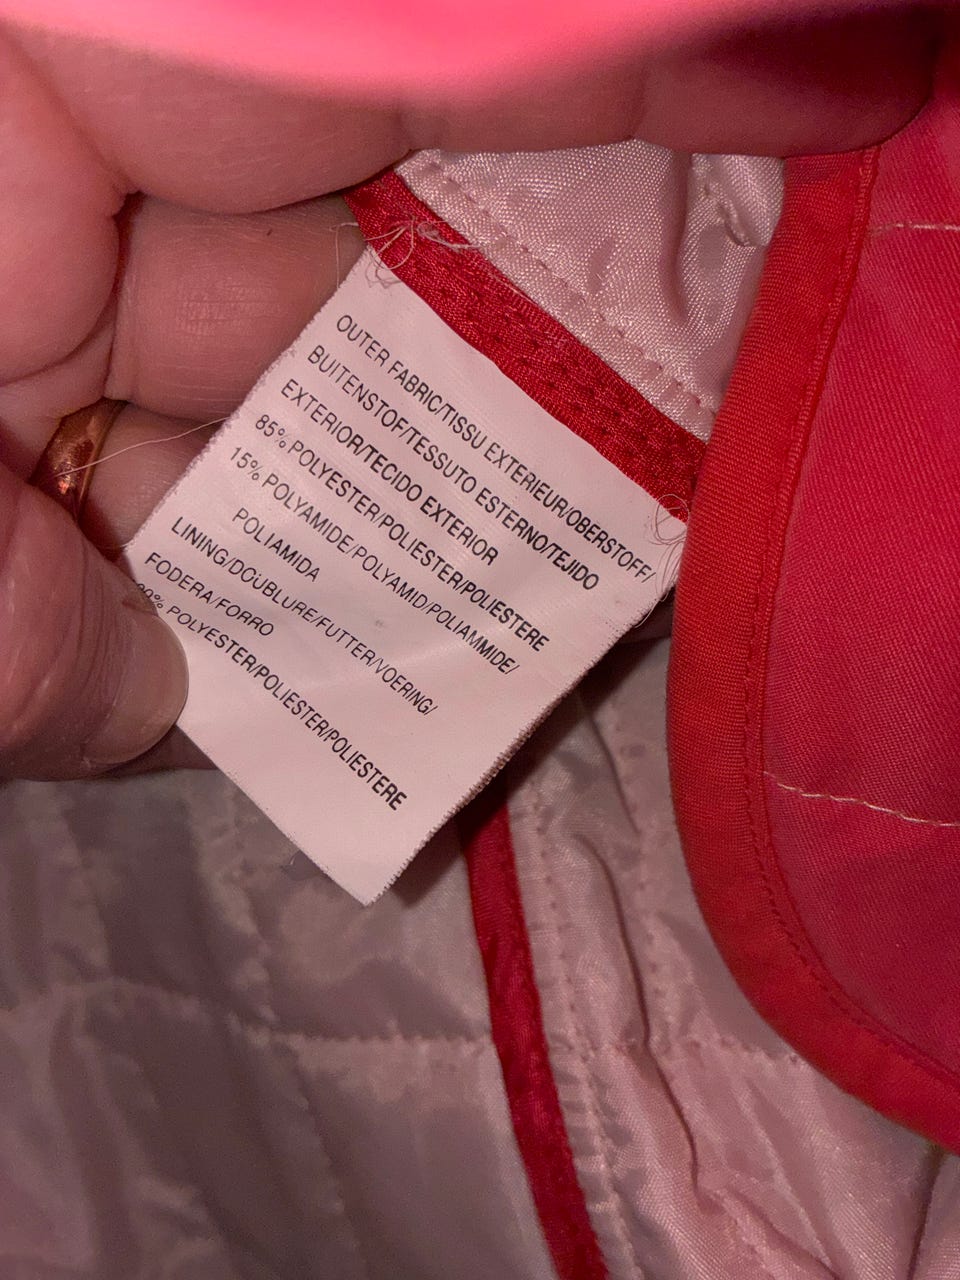 OUTER FABRIC/TISSU EXTERIEUR/OBERSTOFF/
BUITENSTOF/TESSUTO ESTERNO/TEJIDO
EXTERIOR/TECIDO EXTERIOR
85% POLYESTER/POLIESTER/POLIESTERE
15% POLYAMIDE/POLYAMID/POLIAMMIDE/
POLIAMIDA
LINING/DOUBLURE/FUTTER/VOERING/
FODERA/FORRO
POLYESTER/POLIESTER/POLIESTERE